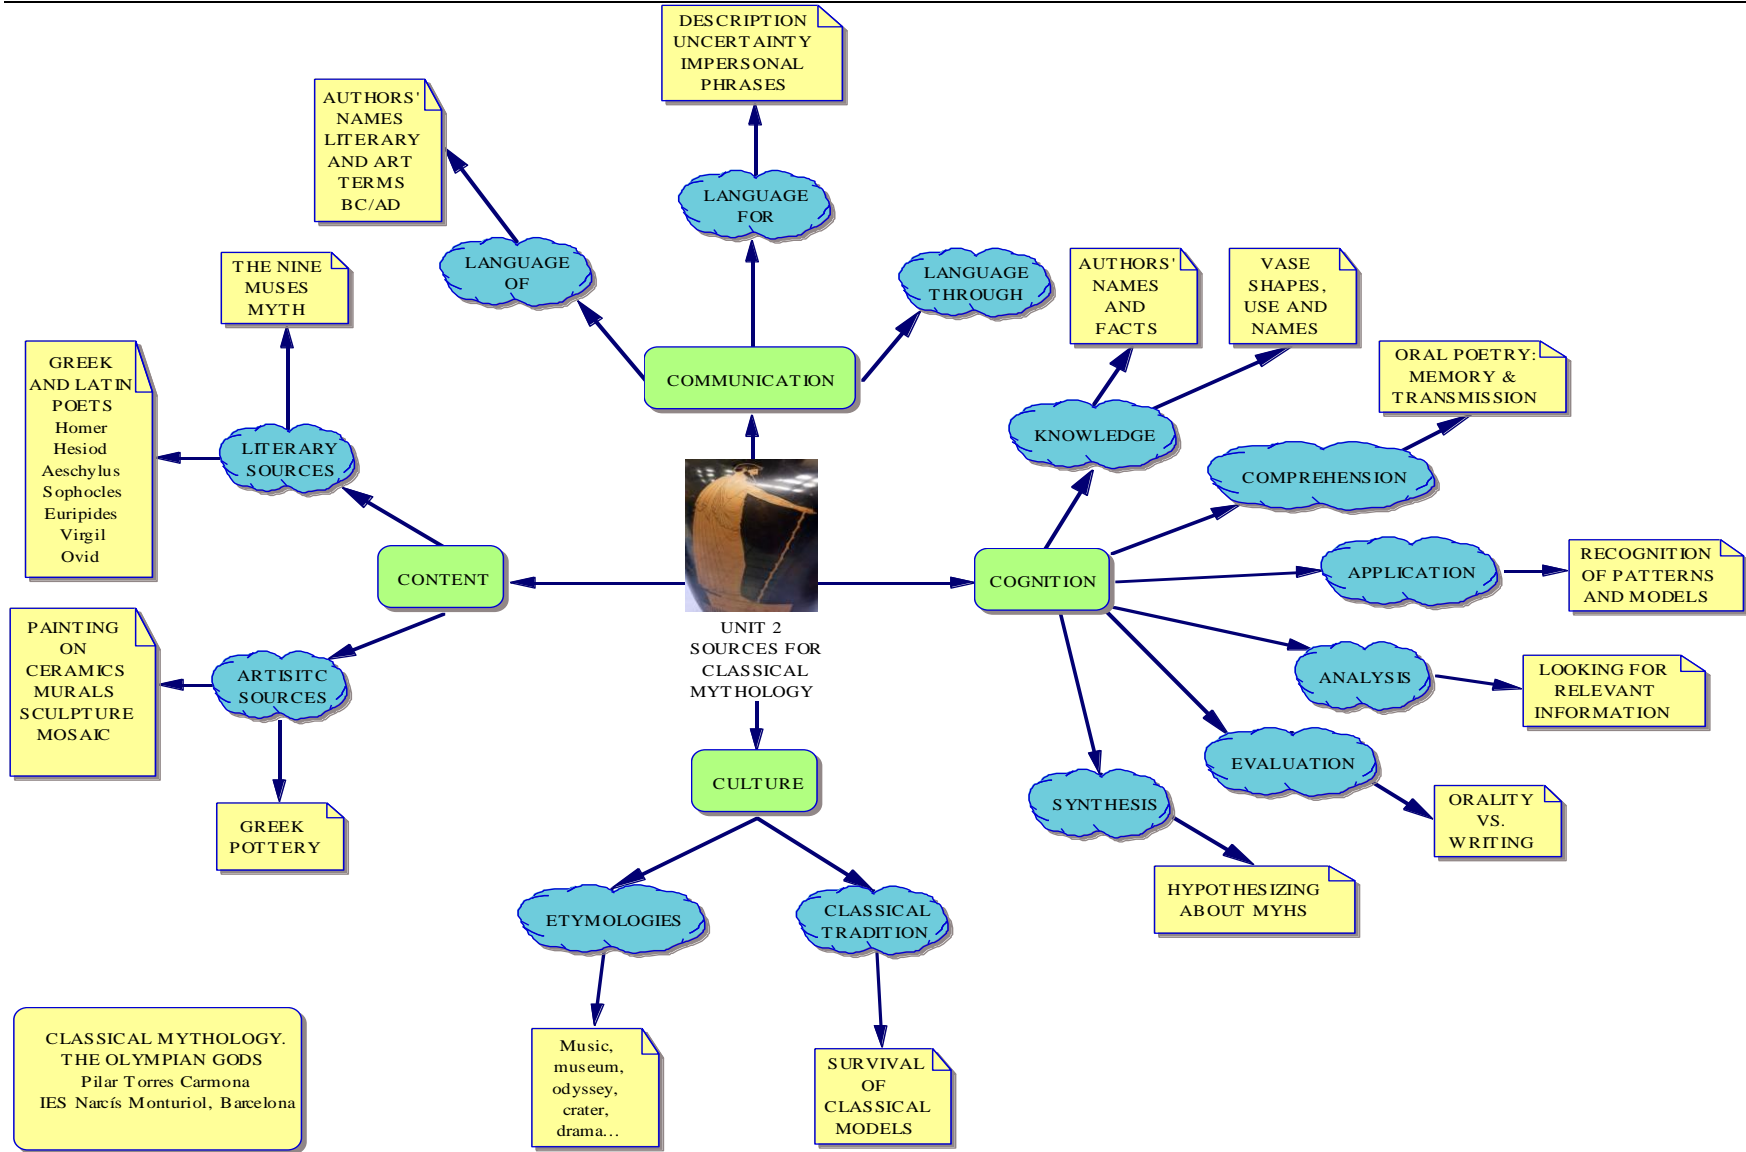 DESCRIPTION
UNCERTAINTY
IMPERSONAL
PHRASES
AUTHORS'
NAMES
LITERARY
AND ART
TERMS
BC/AD
LANGUAGE
FOR
LANGUAGE
OF
LANGUAGE
THROUGH
THE NINE
MUSES
MYTH
AUTHORS'
NAMES
AND
FACTS
VASE
SHAPES,
USE AND
NAMES
GREEK
AND LATIN
POETS
Homer
Hesiod
Aeschylus
Sophocles
Euripides
Virgil
Ovid
COMMUNICATION
ORAL POETRY:
MEMORY &
TRANSMISSION
LITERARY
SOURCES
KNOWLEDGE
COMPREHENSION
CONTENT
COGNITION
APPLICATION
RECOGNITION
OF PATTERNS
AND MODELS
PAINTING
ON
CERAMICS
MURALS
SCULPTURE
MOSAIC
ARTISITC
SOURCES
UNIT 2
SOURCES FOR
CLASSICAL
MYTHOLOGY
ANALYSIS
LOOKING FOR
RELEVANT
INFORMATION
CULTURE
EVALUATION
SYNTHESIS
ORALITY
VS.
WRITING
GREEK
POTTERY
HYPOTHESIZING
ABOUT MYHS
ETYMOLOGIES
CLASSICAL
TRADITION
Music,
museum,
odyssey,
crater,
drama...
SURVIVAL
OF
CLASSICAL
MODELS
CLASSICAL MYTHOLOGY.
THE OLYMPIAN GODS
Pilar Torres Carmona
IES Narcís Monturiol, Barcelona